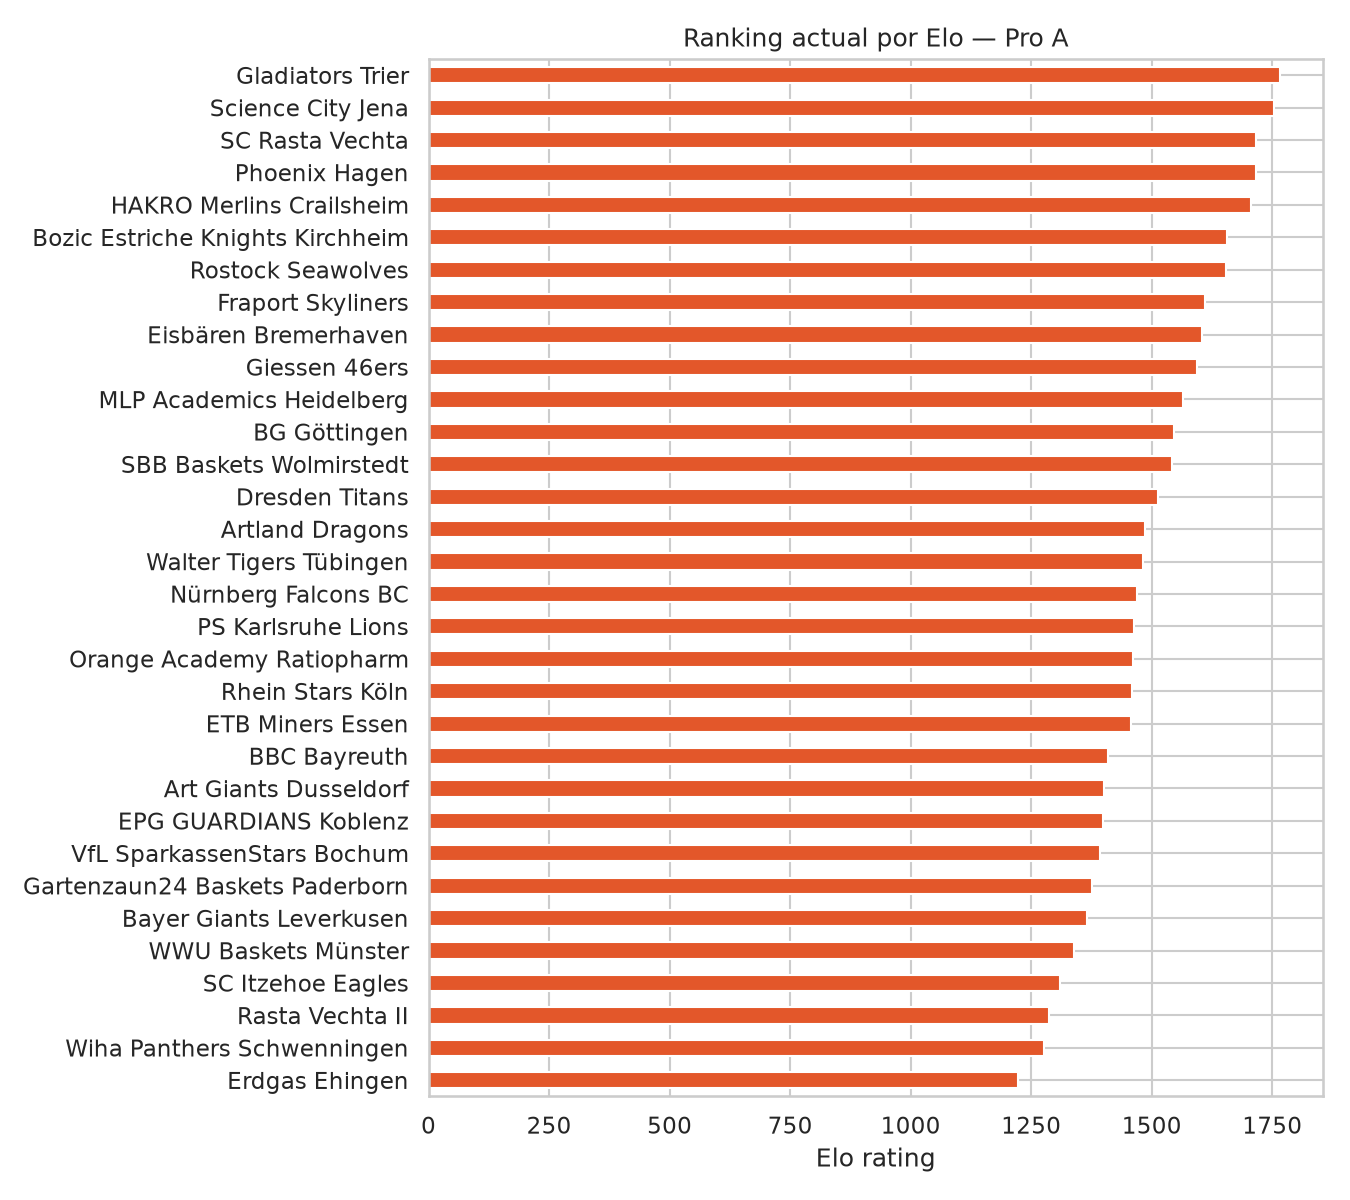 Ranking actual por Elo — Pro A
Gladiators Trier
Science City Jena
SC Rasta Vechta
Phoenix Hagen
HAKRO Merlins Crailsheim
Bozic Estriche Knights Kirchheim
Rostock Seawolves
Fraport Skyliners
Eisbären Bremerhaven
Giessen 46ers
MLP Academics Heidelberg
BG Göttingen
SBB Baskets Wolmirstedt
Dresden Titans
Artland Dragons
Walter Tigers Tübingen
Nürnberg Falcons BC
PS Karlsruhe Lions
Orange Academy Ratiopharm
Rhein Stars Köln
ETB Miners Essen
BBC Bayreuth
Art Giants Dusseldorf
EPG GUARDIANS Koblenz
VfL SparkassenStars Bochum
Gartenzaun24 Baskets Paderborn
Bayer Giants Leverkusen
WWU Baskets Münster
SC Itzehoe Eagles
Rasta Vechta II
Wiha Panthers Schwenningen
Erdgas Ehingen
0 250 500 750 1000 1250 1500 1750
Elo rating